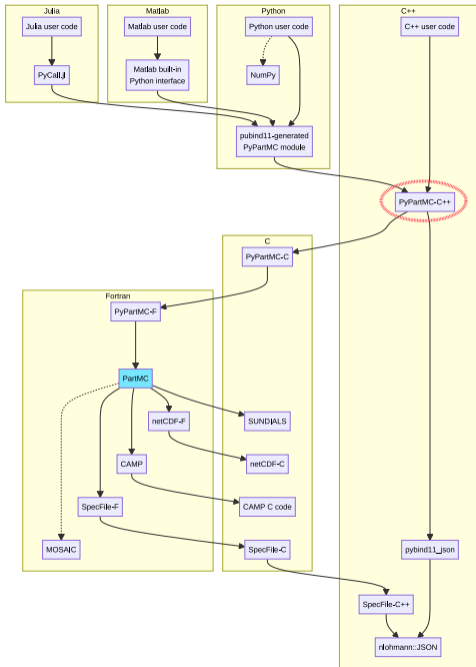 Julia
Matlab
Python
C++
Julia user code
Matlab user code
Python user code
C++ user code
PyCall.jl
Matlab built-in
Python interface
NumPy
pubind11-generated
PyPartMC module
PyPartMC-C++
C
PyPartMC-C
Fortran
PyPartMC-F
PartMC
netCDF-F
SUNDIALS
CAMP
netCDF-C
SpecFile-F
CAMP C code
MOSAIC
SpecFile-C
pybind11_json
SpecFile-C++
nlohmann::JSON